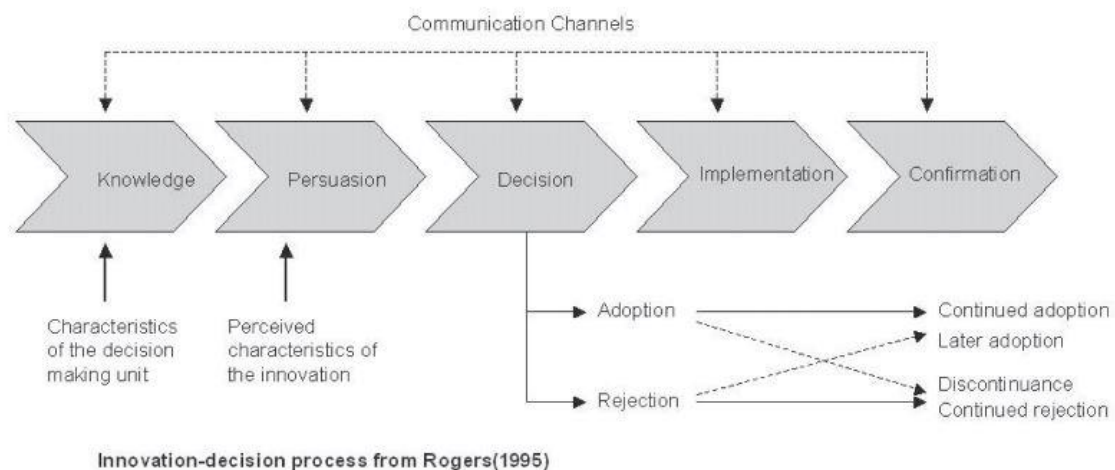 Communication Channels
Knowledge
Persuasion
Decision
Implementation
Confirmation
Characteristics
of the decision
making unit
Perceived
characteristics of
the innovation
Adoption
Rejection
Continued adoption
Later adoption
Discontinuance
Continued rejection
Innovation-decision process from Rogers(1995)